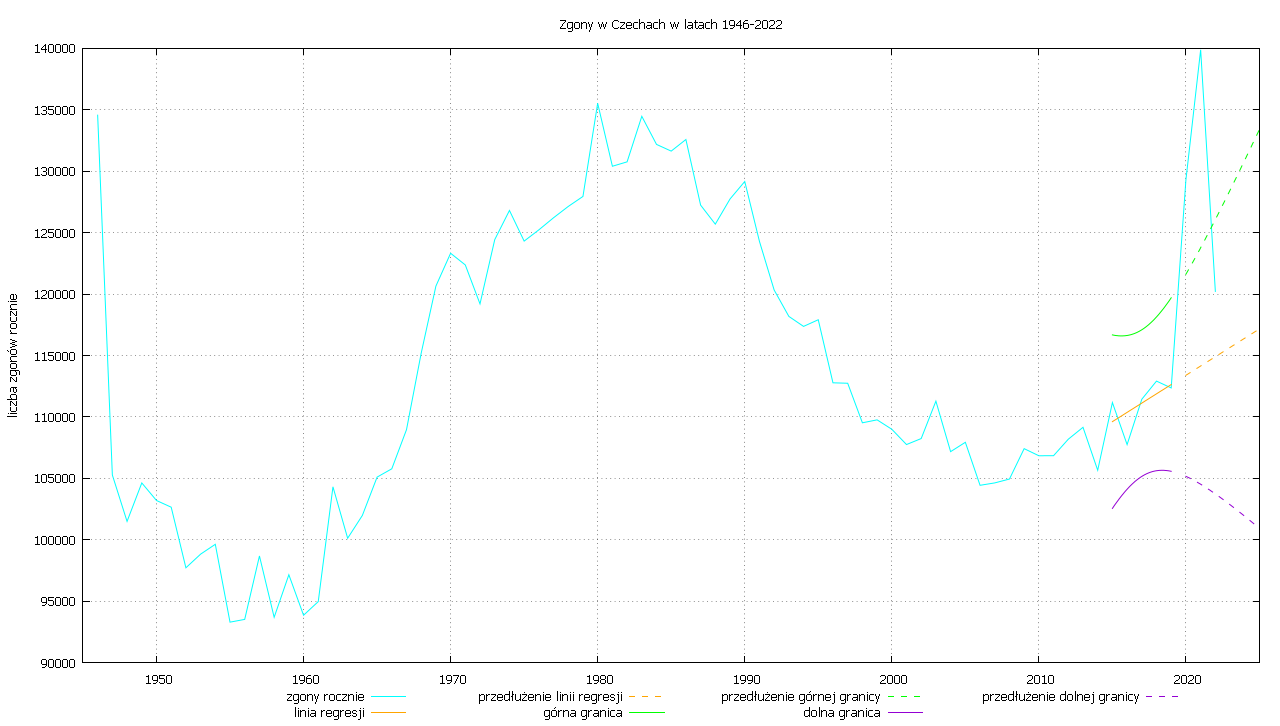 Zgony w Czechach w latach 1946-2022
liczba zgonów rocznie
140000
135000
130000
125000
120000
115000
110000
105000
100000
95000
90000
1950 1960 1970 1980 1990 2000 2010 2020
zgony rocznie przedłużenie linii regresji przedłużenie górnej granicy przedłużenie dolnej granicy
linia regresji górna granica dolna granica